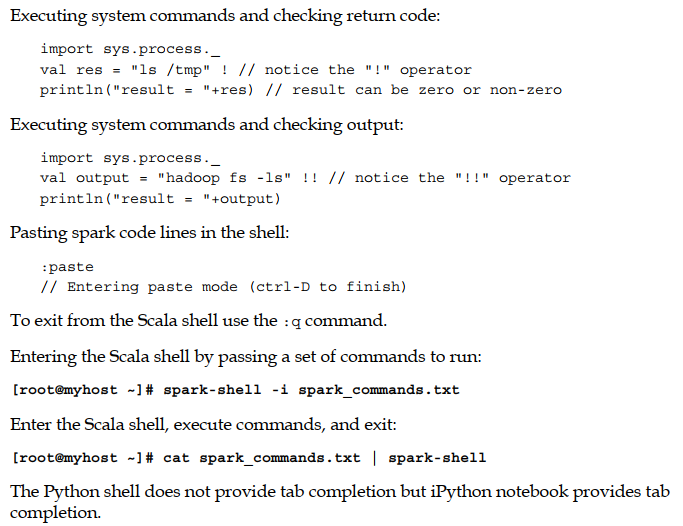 Executing system commands and checking return code:
import sys.process._
val res = "ls /tmp" ! // notice the "!" operator
println("result = "+res) // result can be zero or non-zero
Executing system commands and checking output:
import sys.process._
val output = "hadoop fs -ls" !! // notice the "!!" operator
println("result = "+output)
Pasting spark code lines in the shell:
:paste
// Entering paste mode (ctrl-D to finish)
To exit from the Scala shell use the :q command.
Entering the Scala shell by passing a set of commands to run:
[root@myhost ~]# spark-shell -i spark_commands.txt
Enter the Scala shell, execute commands, and exit:
[root@myhost ~]# cat spark_commands.txt | spark-shell
The Python shell does not provide tab completion but iPython notebook provides tab
completion.